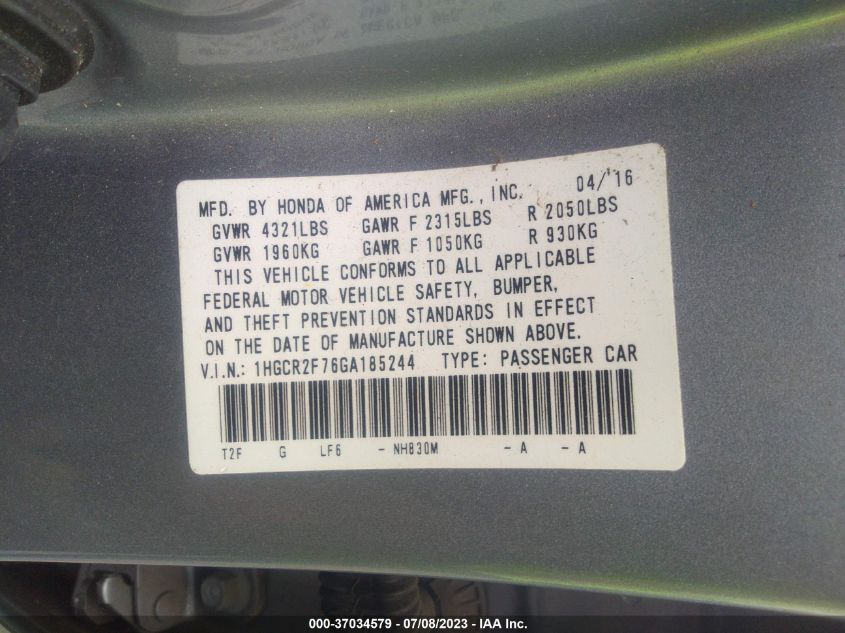 MFD. BY HONDA OF AMERICA MFG., INC. 04/'16
GVWR 4321LBS GAWR F 2315LBS R 2050LBS
GVWR 1960KG GAWR F 1050KG R 930KG
THIS VEHICLE CONFORMS TO ALL APPLICABLE
FEDERAL MOTOR VEHICLE SAFETY, BUMPER,
AND THEFT PREVENTION STANDARDS IN EFFECT
ON THE DATE OF MANUFACTURE SHOWN ABOVE.
V.I.N.: 1HGCR2F76GA185244 TYPE: PASSENGER CAR
T2F G LF6 - NH830M - A - A
000-37034579 - 07/08/2023 - IAA Inc.